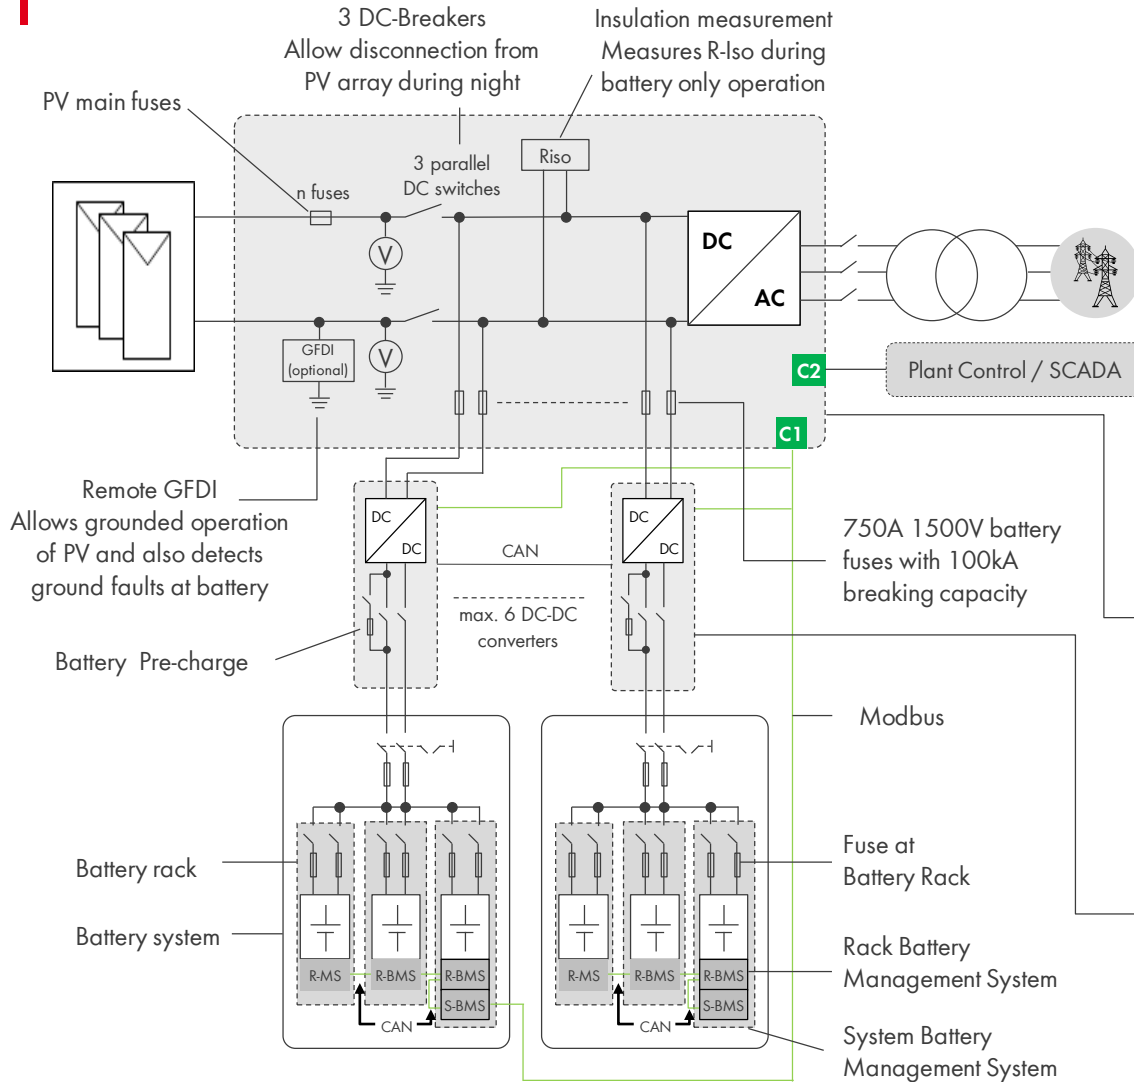 3 DC-Breakers
Allow disconnection from
PV array during night
Insulation measurement
Measures R-Iso during
battery only operation
PV main fuses
Riso
3 parallel
DC switches
n fuses
V
DC
AC
GFDI
(optional)
V
C2
Plant Control / SCADA
C1
Remote GFDI
Allows grounded operation
of PV and also detects
ground faults at battery
DC
DC
CAN
DC
DC
750A 1500V battery
fuses with 100kA
breaking capacity
max. 6 DC-DC
converters
Battery Pre-charge
Modbus
Battery rack
Fuse at
Battery Rack
Battery system
R-MS
R-BMS
R-BMS
S-BMS
CAN
R-MS
R-BMS
R-BMS
S-BMS
CAN
Rack Battery
Management System
System Battery
Management System